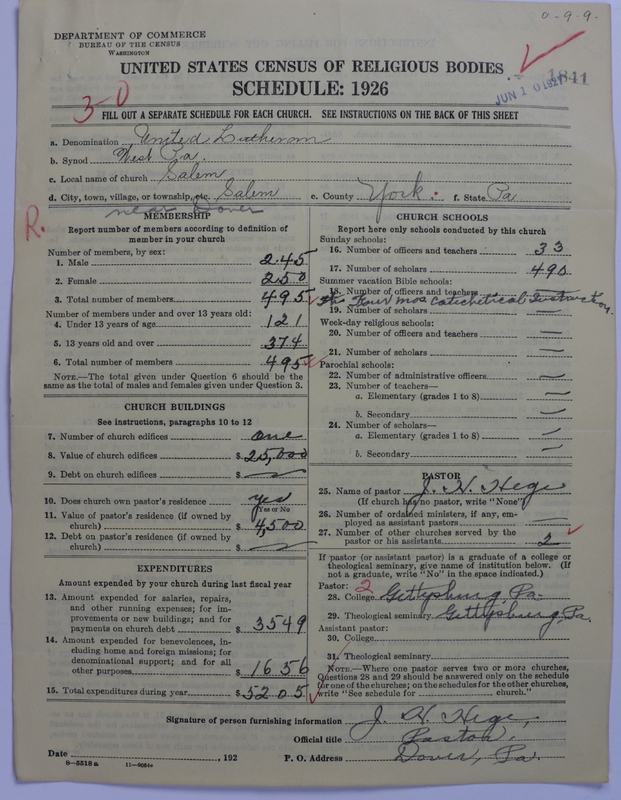 0-9-9.
DEPARTMENT OF COMMERCE
BUREAU OF THE CENSUS
WASHINGTON
UNITED STATES CENSUS OF RELIGIOUS BODIES
SCHEDULE: 1926
1841
JUN 10 1927
3-0
FILL OUT A SEPARATE SCHEDULE FOR EACH CHURCH. SEE INSTRUCTIONS ON THE BACK OF THIS SHEET
a. Denomination United Lutheran
b. Synod West Pa.
c. Local name of church Salem
d. City, town, village, or township, etc. Salem e. County York. f. State Pa
near Dover
R.
MEMBERSHIP
Report number of members according to definition of
member in your church
Number of members, by sex:
1. Male 245
2. Female 250
3. Total number of members 495
Number of members under and over 13 years old:
4. Under 13 years of age 121
5. 13 years old and over 374
6. Total number of members 495
NOTE.—The total given under Question 6 should be the
same as the total of males and females given under Question 3.
CHURCH BUILDINGS
See instructions, paragraphs 10 to 12
7. Number of church edifices one
8. Value of church edifices $ 25,000
9. Debt on church edifices $ —
10. Does church own pastor's residence yes
(Yes or No)
11. Value of pastor's residence (if owned by
church) $ 4,500
12. Debt on pastor's residence (if owned by
church) $ —
EXPENDITURES
Amount expended by your church during last fiscal year
13. Amount expended for salaries, repairs,
and other running expenses; for im-
provements or new buildings; and for
payments on church debt $ 3549
14. Amount expended for benevolences, in-
cluding home and foreign missions; for
denominational support; and for all
other purposes $ 1656
15. Total expenditures during year $ 5205
CHURCH SCHOOLS
Report here only schools conducted by this church
Sunday schools:
16. Number of officers and teachers 33
17. Number of scholars 490
Summer vacation Bible schools:
18. Number of officers and teachers
Four mos catechetical Instruction
19. Number of scholars —
Week-day religious schools:
20. Number of officers and teachers —
21. Number of scholars —
Parochial schools:
22. Number of administrative officers —
23. Number of teachers—
a. Elementary (grades 1 to 8) —
b. Secondary —
24. Number of scholars—
a. Elementary (grades 1 to 8) —
b. Secondary —
PASTOR
25. Name of pastor J. H. Hege
(If church has no pastor, write "None")
26. Number of ordained ministers, if any, em-
ployed as assistant pastors —
27. Number of other churches served by the
pastor or his assistants 2
If pastor (or assistant pastor) is a graduate of a college or
theological seminary, give name of institution below. (If
not a graduate, write "No" in the space indicated.)
Pastor: 2
28. College Gettysburg, Pa.
29. Theological seminary Gettysburg, Pa.
Assistant pastor:
30. College
31. Theological seminary
NOTE.—Where one pastor serves two or more churches,
Questions 28 and 29 should be answered only on the schedule
for one of the churches; on the schedules for the other churches,
write "See schedule for church."
Signature of person furnishing information J. H. Hege,
Official title Pastor,
Date , 192 P. O. Address Dover, Pa.
8—5518 a 11—9054